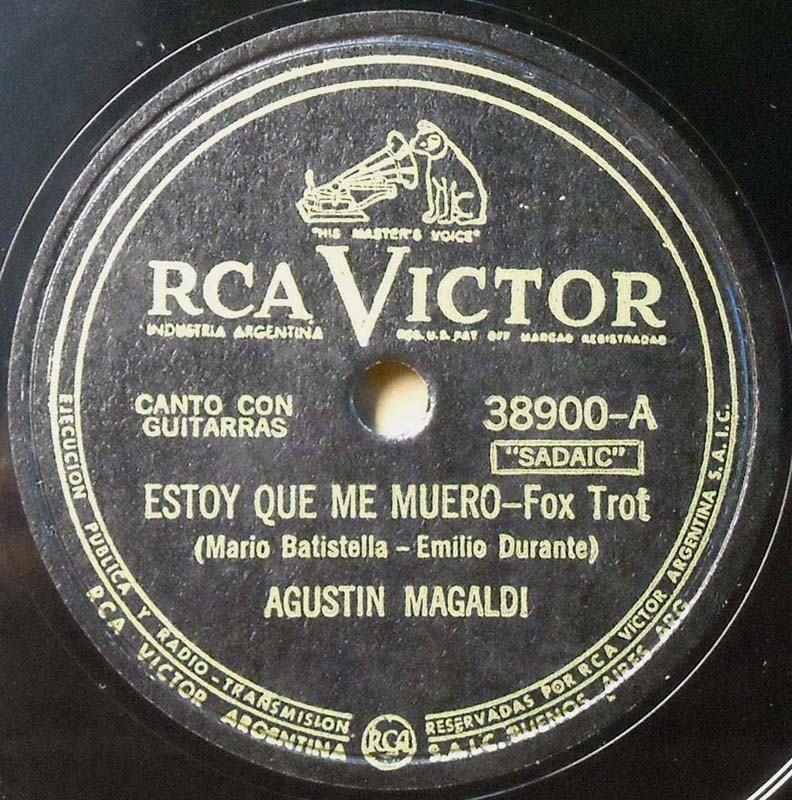 "HIS MASTER'S VOICE"
RCA VICTOR
INDUSTRIA ARGENTINA
REG. U.S. PAT OFF MARCAS REGISTRADAS
CANTO CON
GUITARRAS
38900-A
"SADAIC"
ESTOY QUE ME MUERO-Fox Trot
(Mario Batistella - Emilio Durante)
AGUSTIN MAGALDI
EJECUCION PUBLICA Y RADIO-TRANSMISION RESERVADAS POR RCA VICTOR ARGENTINA S.A.I.C.
R.C.A VICTOR ARGENTINA S.A.I.C. BUENOS AIRES ARG
RCA